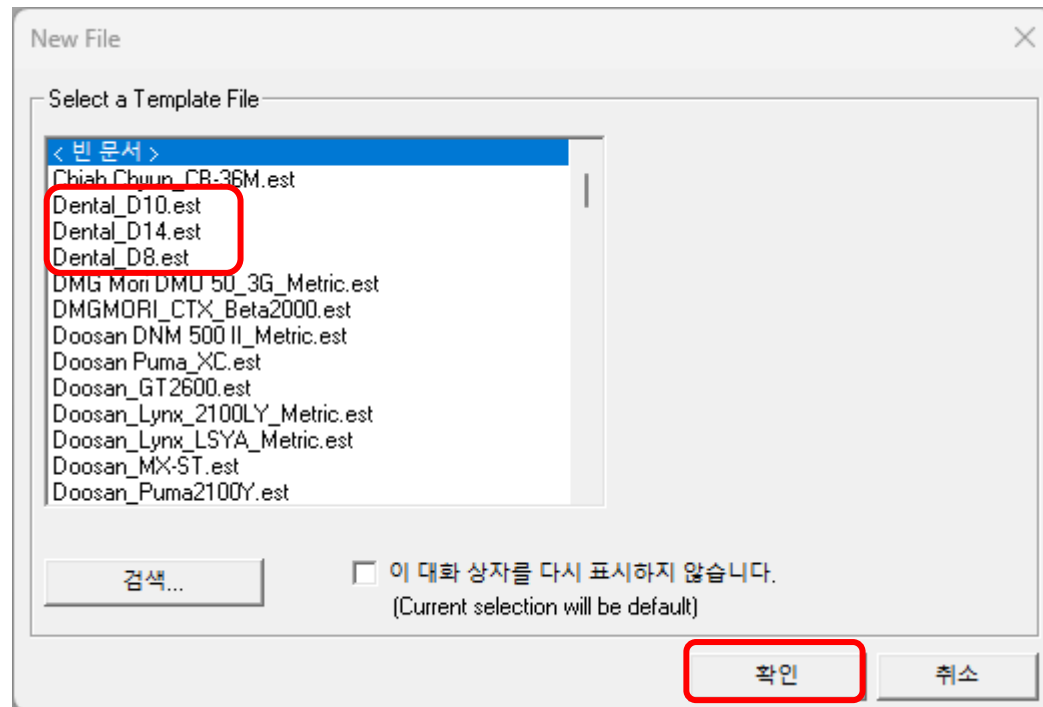 New File
Select a Template File
< 빈 문서 >
Chiah Chyun_CB-36M.est
Dental_D10.est
Dental_D14.est
Dental_D8.est
DMG Mori DMU 50_3G_Metric.est
DMGMORI_CTX_Beta2000.est
Doosan DNM 500 II_Metric.est
Doosan Puma_XC.est
Doosan_GT2600.est
Doosan_Lynx_2100LY_Metric.est
Doosan_Lynx_LSYA_Metric.est
Doosan_MX-ST.est
Doosan_Puma2100Y.est
검색...
이 대화 상자를 다시 표시하지 않습니다.
(Current selection will be default)
확인
취소